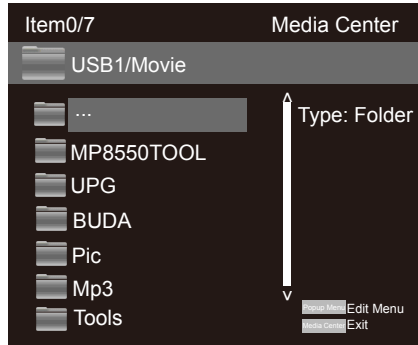 Item0/7 Media Center
USB1/Movie
...
Type: Folder
MP8550TOOL
UPG
BUDA
Pic
Mp3
Tools
Popup Menu Edit Menu
Media Center Exit